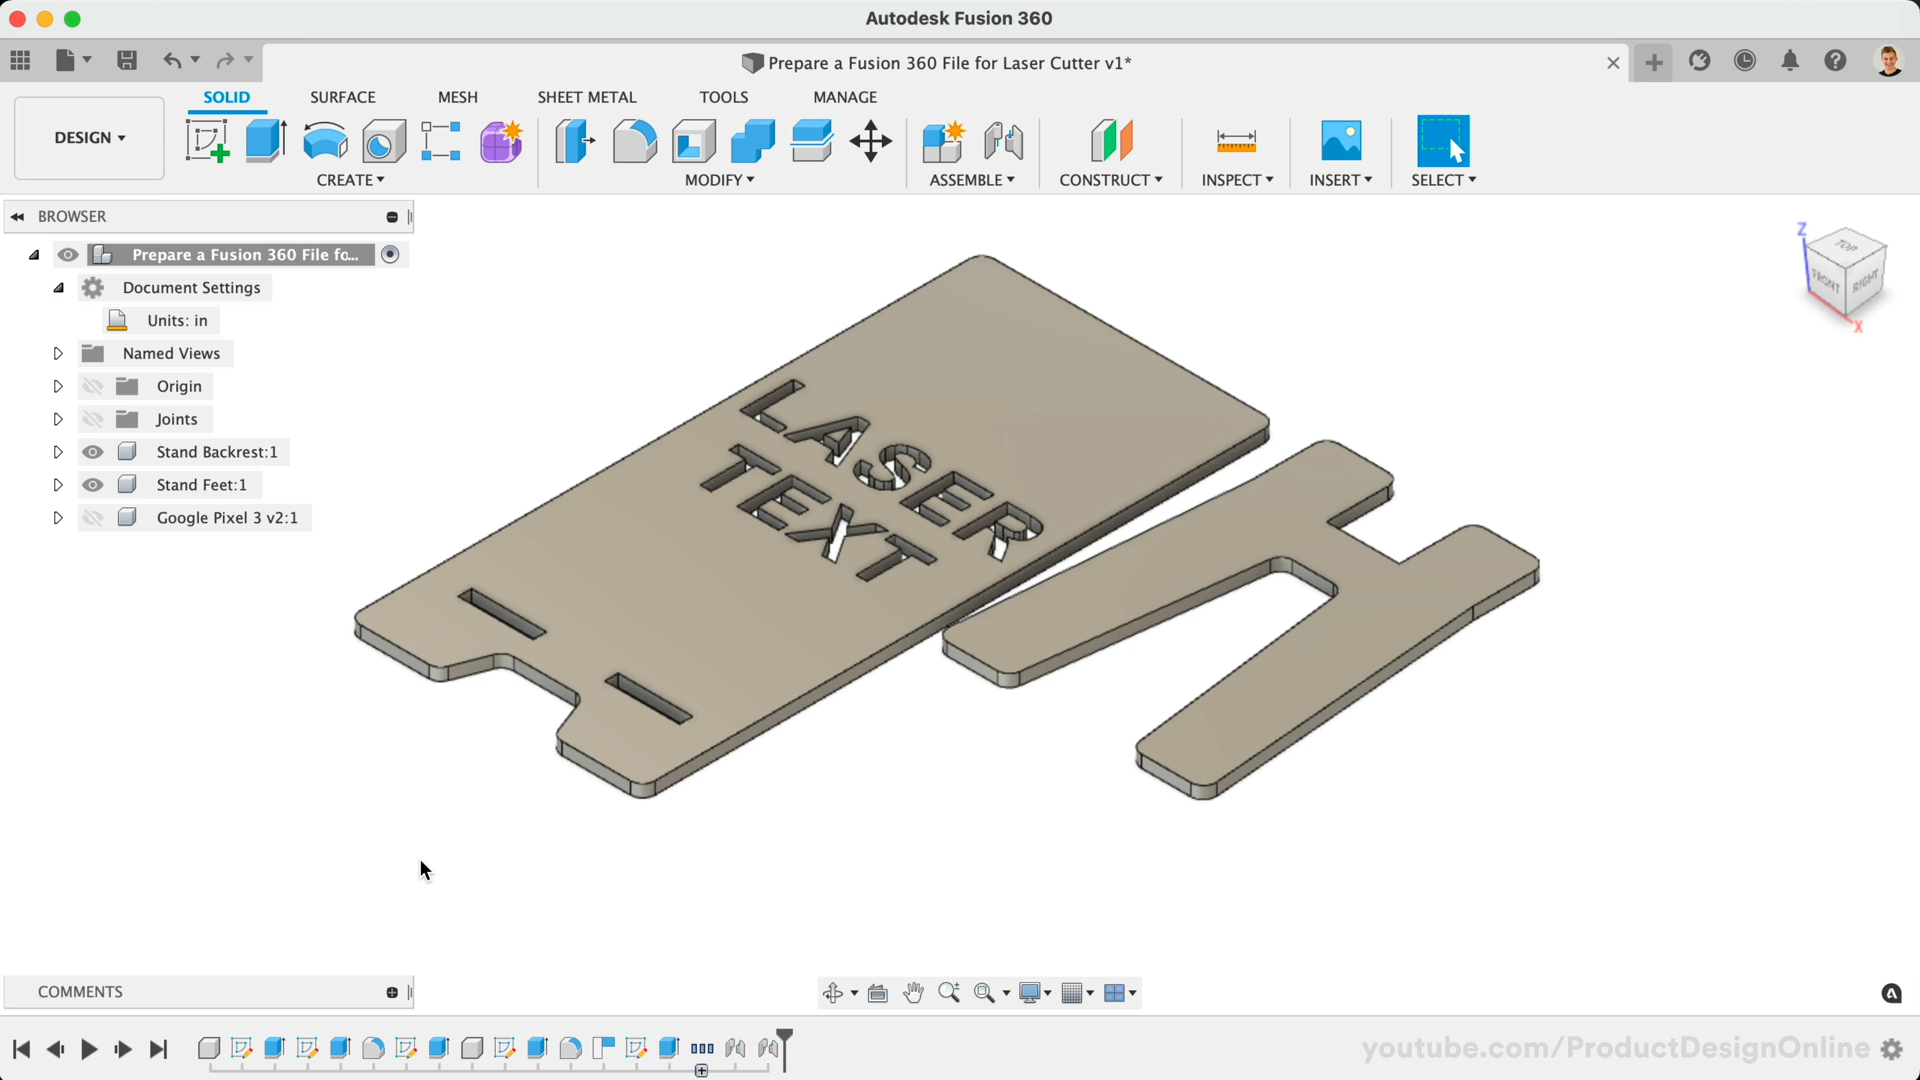 Autodesk Fusion 360
Prepare a Fusion 360 File for Laser Cutter v1*
SOLID SURFACE MESH SHEET METAL TOOLS MANAGE
DESIGN
CREATE MODIFY ASSEMBLE CONSTRUCT INSPECT INSERT SELECT
BROWSER
Prepare a Fusion 360 File fo...
Document Settings
Units: in
Named Views
Origin
Joints
Stand Backrest:1
Stand Feet:1
Google Pixel 3 v2:1
LASER
TEXT
Z
TOP
FRONT RIGHT
X
COMMENTS
youtube.com/ProductDesignOnline